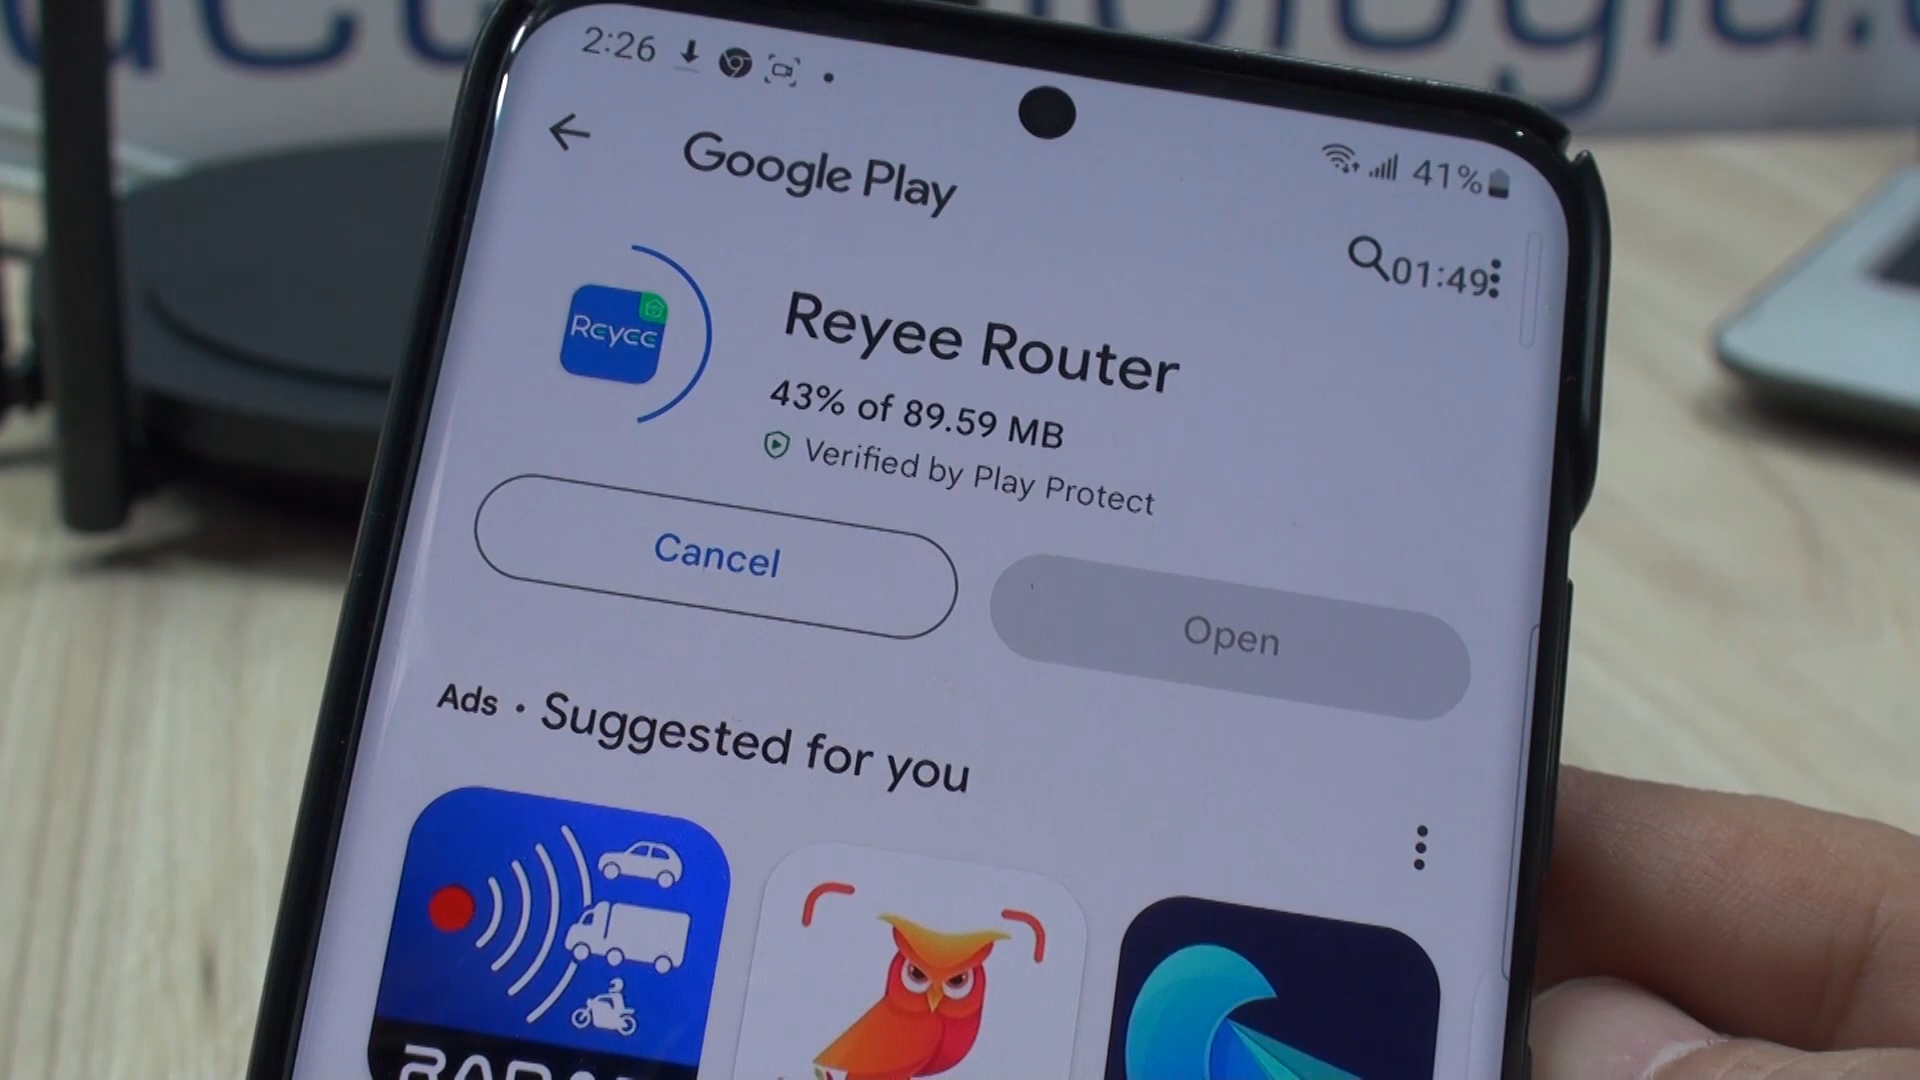 2:26
41%
Google Play
01:49
Reyee
Reyee Router
43% of 89.59 MB
Verified by Play Protect
Cancel
Open
Ads • Suggested for you